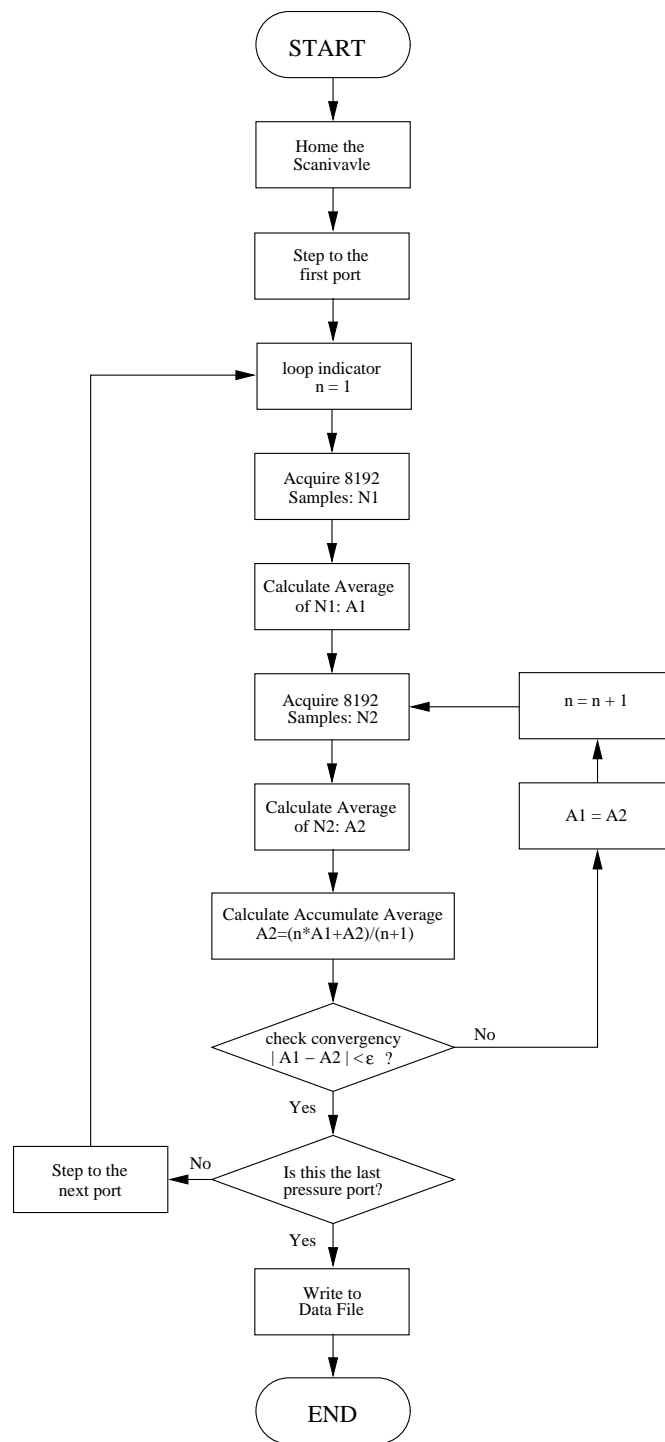 START
Home the
Scanivavle
Step to the
first port
loop indicator
n = 1
Acquire 8192
Samples: N1
Calculate Average
of N1: A1
Acquire 8192
Samples: N2
n = n + 1
Calculate Average
of N2: A2
A1 = A2
Calculate Accumulate Average
A2=(n*A1+A2)/(n+1)
check convergency
| A1 − A2 | < ε ?
No
Yes
Is this the last
pressure port?
No
Step to the
next port
Yes
Write to
Data File
END